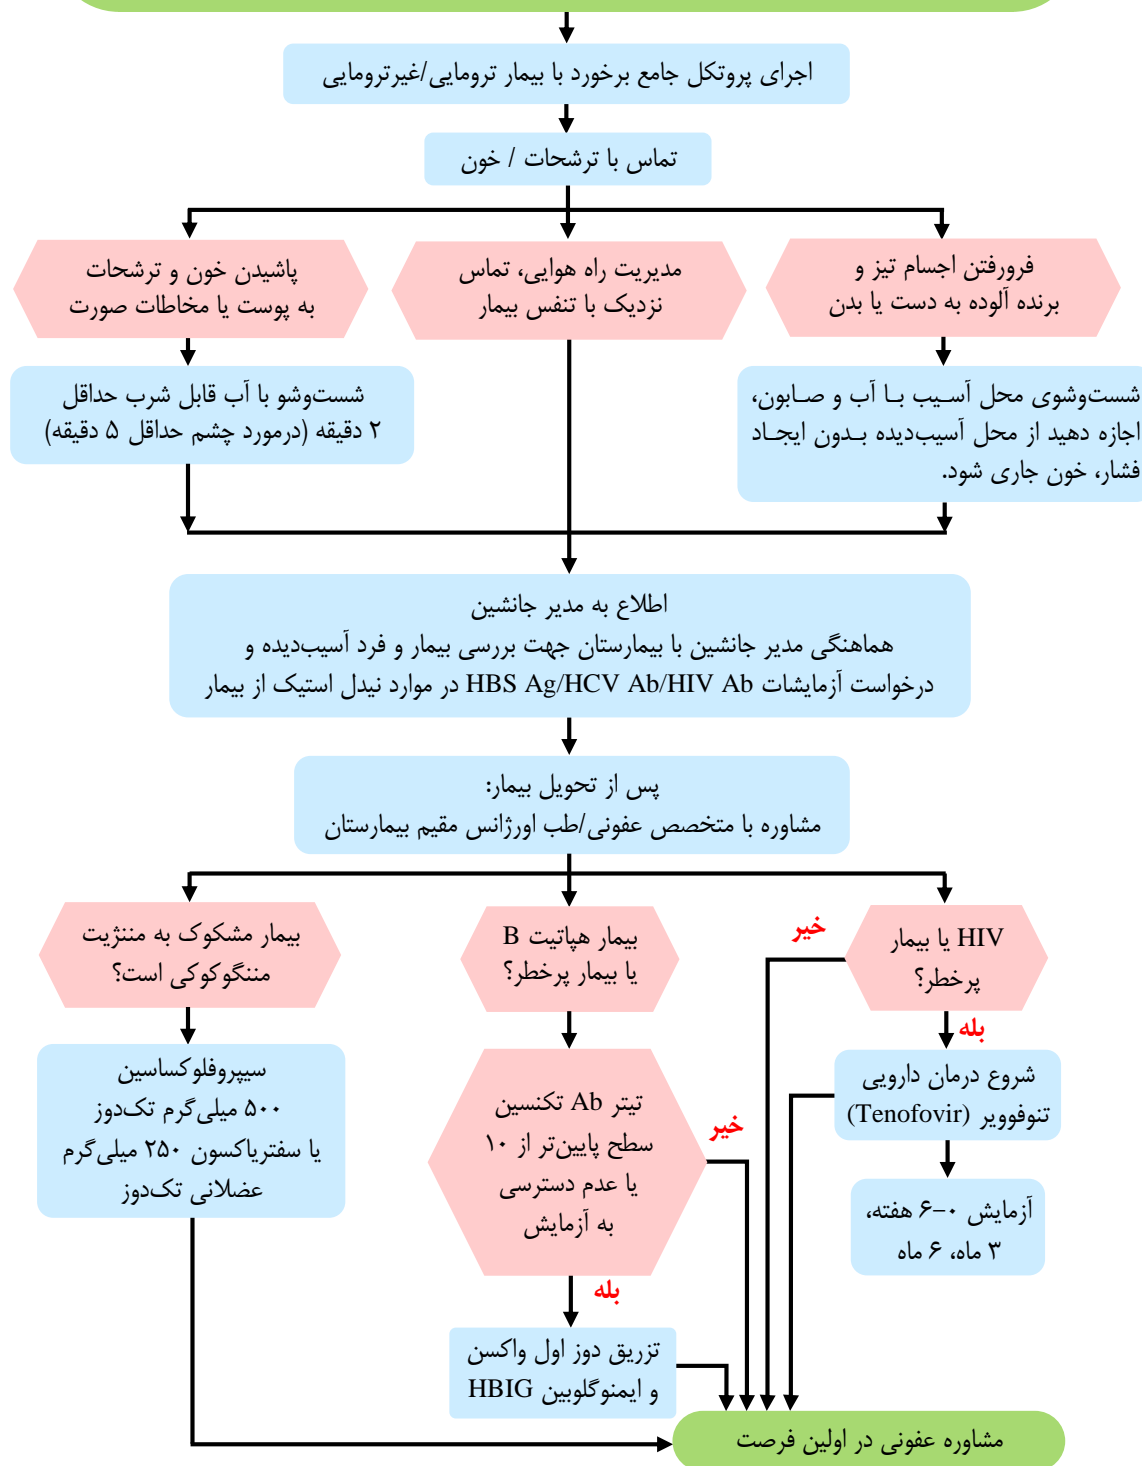 اجرای پروتکل جامع برخورد با بیمار ترومایی/غیرترومایی
تماس با ترشحات / خون
فرورفتن اجسام تیز و
برنده آلوده به دست یا بدن
مدیریت راه هوایی، تماس
نزدیک با تنفس بیمار
پاشیدن خون و ترشحات
به پوست یا مخاطات صورت
شست‌وشوی محل آسیب با آب و صابون،
اجازه دهید از محل آسیب‌دیده بدون ایجاد
فشار، خون جاری شود.
شست‌وشو با آب قابل شرب حداقل
۲ دقیقه (درمورد چشم حداقل ۵ دقیقه)
اطلاع به مدیر جانشین
هماهنگی مدیر جانشین با بیمارستان جهت بررسی بیمار و فرد آسیب‌دیده و
درخواست آزمایشات HBS Ag/HCV Ab/HIV Ab در موارد نیدل استیک از بیمار
پس از تحویل بیمار:
مشاوره با متخصص عفونی/طب اورژانس مقیم بیمارستان
HIV یا بیمار
پرخطر؟
خیر
بله
بیمار هپاتیت B
یا بیمار پرخطر؟
بیمار مشکوک به مننژیت
مننگوکوکی است؟
شروع درمان دارویی
تنوفوویر (Tenofovir)
آزمایش ۰–۶ هفته،
۳ ماه، ۶ ماه
تیتر Ab تکنسین
سطح پایین‌تر از ۱۰
یا عدم دسترسی
به آزمایش
خیر
بله
سیپروفلوکساسین
۵۰۰ میلی‌گرم تک‌دوز
یا سفتریاکسون ۲۵۰ میلی‌گرم
عضلانی تک‌دوز
تزریق دوز اول واکسن
و ایمنوگلوبین HBIG
مشاوره عفونی در اولین فرصت